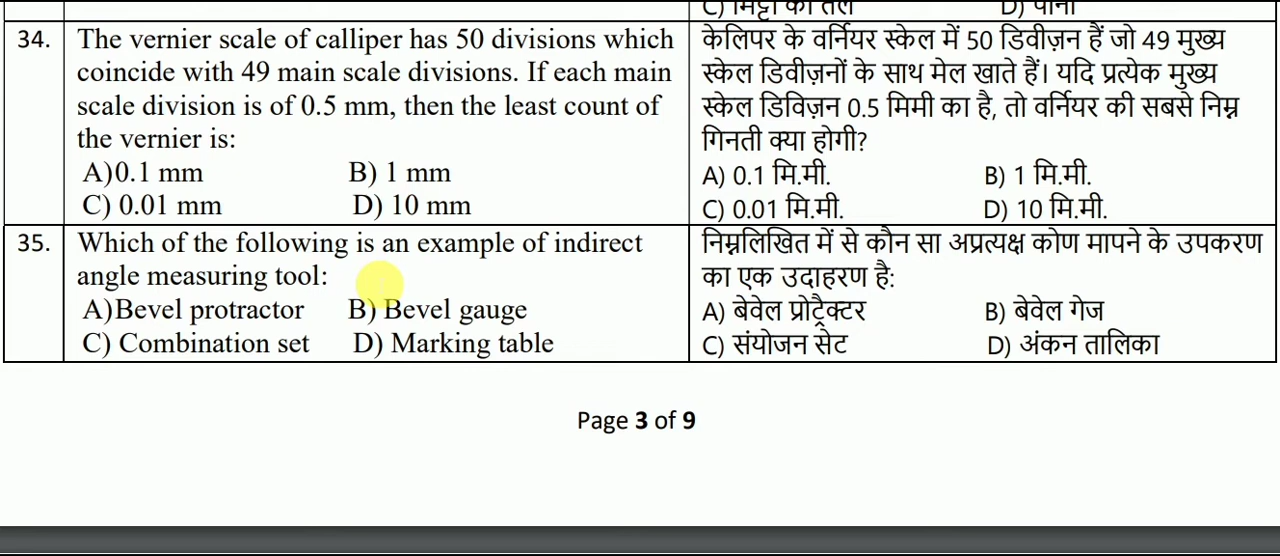 C) मिट्टी का तेल D) पानी
34. The vernier scale of calliper has 50 divisions which
coincide with 49 main scale divisions. If each main
scale division is of 0.5 mm, then the least count of
the vernier is:
A)0.1 mm B) 1 mm
C) 0.01 mm D) 10 mm
केलिपर के वर्नियर स्केल में 50 डिवीज़न हैं जो 49 मुख्य
स्केल डिवीज़नों के साथ मेल खाते हैं। यदि प्रत्येक मुख्य
स्केल डिविज़न 0.5 मिमी का है, तो वर्नियर की सबसे निम्न
गिनती क्या होगी?
A) 0.1 मि.मी. B) 1 मि.मी.
C) 0.01 मि.मी. D) 10 मि.मी.
35. Which of the following is an example of indirect
angle measuring tool:
A)Bevel protractor B) Bevel gauge
C) Combination set D) Marking table
निम्नलिखित में से कौन सा अप्रत्यक्ष कोण मापने के उपकरण
का एक उदाहरण है:
A) बेवेल प्रोट्रैक्टर B) बेवेल गेज
C) संयोजन सेट D) अंकन तालिका
Page 3 of 9